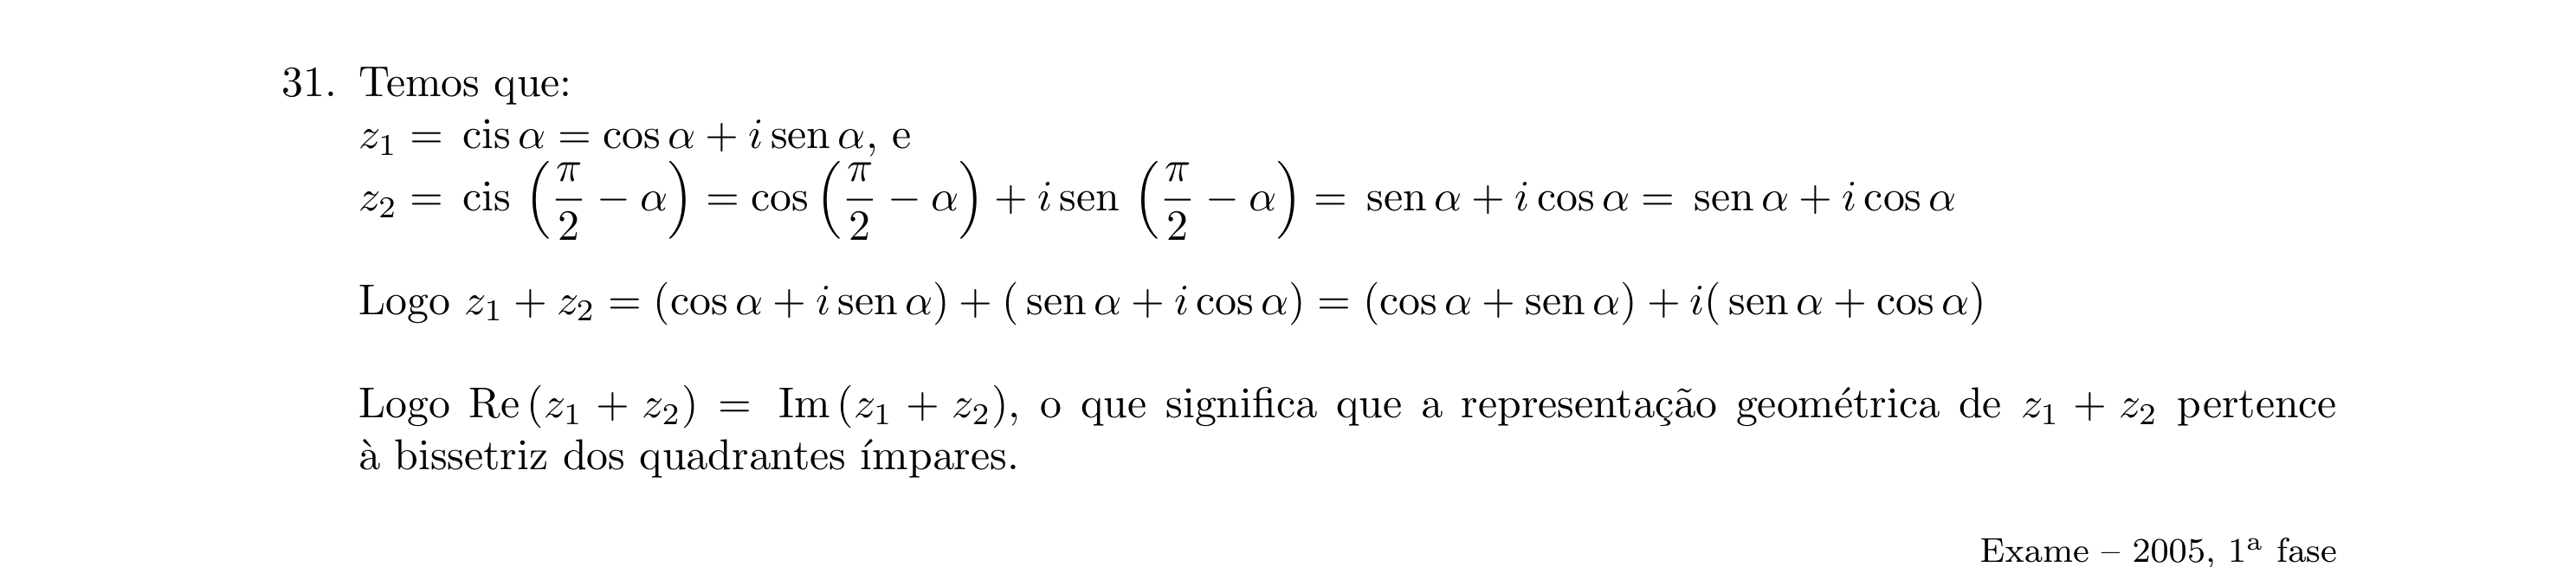 31. Temos que:
z₁ = cis α = cos α + i sen α, e
z₂ = cis (π/2 − α) = cos (π/2 − α) + i sen (π/2 − α) = sen α + i cos α = sen α + i cos α
Logo z₁ + z₂ = (cos α + i sen α) + ( sen α + i cos α) = (cos α + sen α) + i( sen α + cos α)
Logo Re (z₁ + z₂) = Im (z₁ + z₂), o que significa que a representação geométrica de z₁ + z₂ pertence
à bissetriz dos quadrantes ímpares.
Exame – 2005, 1ª fase